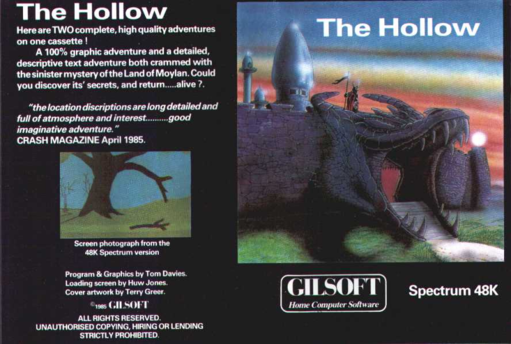 The Hollow
Here are TWO complete, high quality adventures
on one cassette !
A 100% graphic adventure and a detailed,
descriptive text adventure both crammed with
the sinister mystery of the Land of Moylan. Could
you discover its' secrets, and return.....alive ?.
"the location discriptions are long detailed and
full of atmosphere and interest..........good
imaginative adventure."
CRASH MAGAZINE April 1985.
Screen photograph from the
48K Spectrum version
Program & Graphics by Tom Davies.
Loading screen by Huw Jones.
Cover artwork by Terry Greer.
©1985 GILSOFT
ALL RIGHTS RESERVED.
UNAUTHORISED COPYING, HIRING OR LENDING
STRICTLY PROHIBITED.
The Hollow
GILSOFT
Home Computer Software
Spectrum 48K